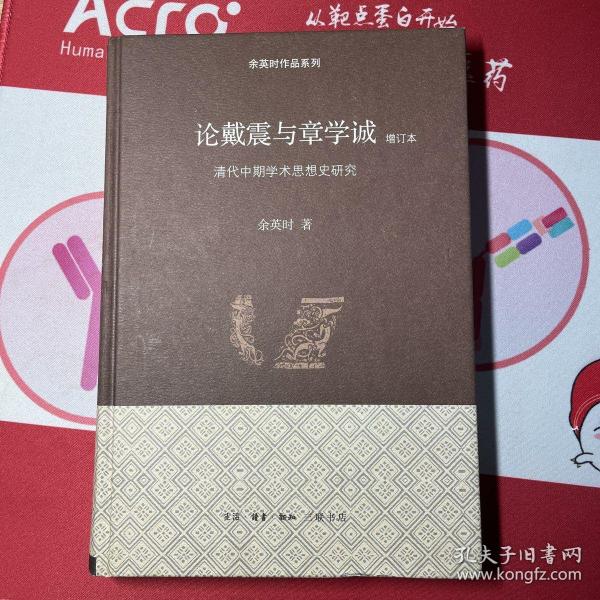 Acro
Huma
从靶点蛋白开始
药
余英时作品系列
论戴震与章学诚 增订本
清代中期学术思想史研究
余英时 著
生活·读书·新知 三联书店
孔夫子旧书网
www.kongfz.com